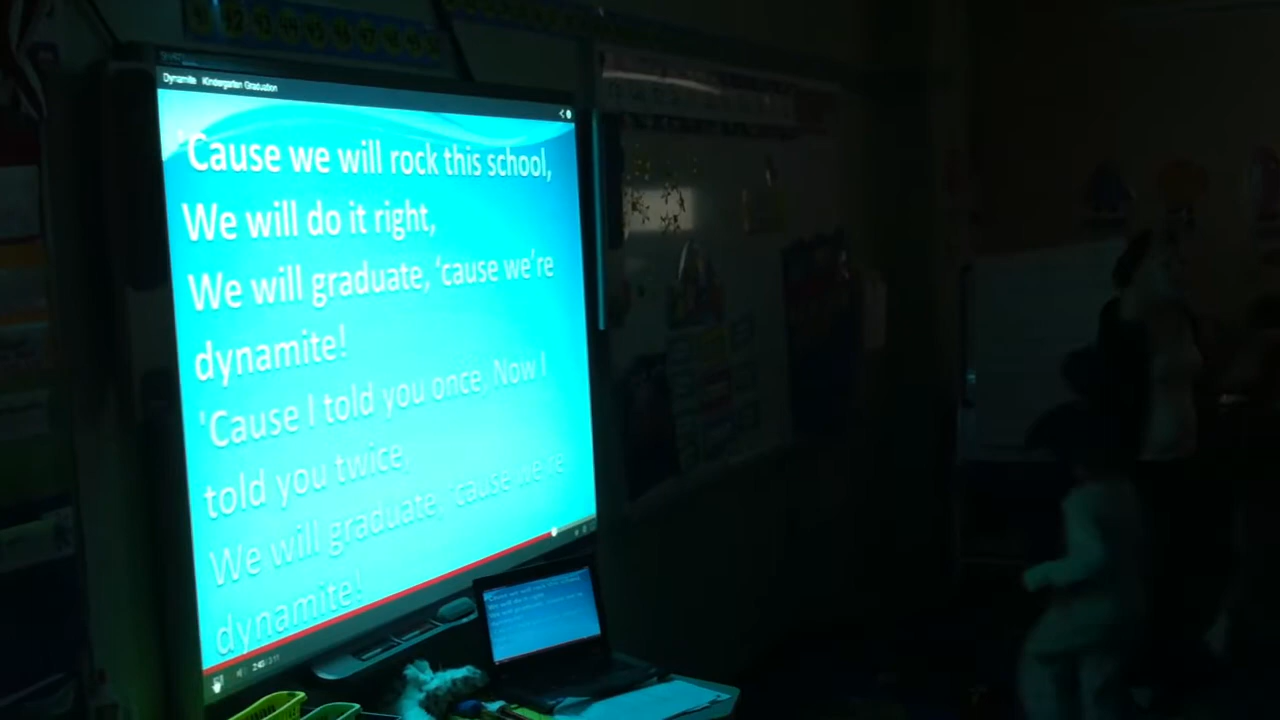 Dynamite Kindergarten Graduation
'Cause we will rock this school,
We will do it right,
We will graduate, ‘cause we’re
dynamite!
'Cause I told you once, Now I
told you twice,
We will graduate, ‘cause we’re
dynamite!